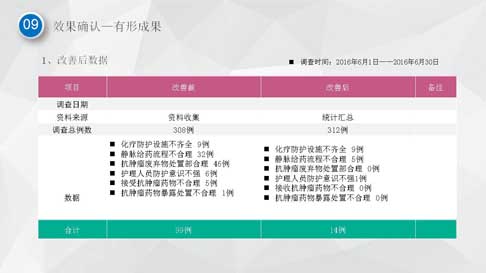 09 效果确认—有形成果
1、改善后数据
■ 调查时间：2016年6月1日——2016年6月30日
项目 改善前 改善后 备注
调查日期
资料来源 资料收集 统计汇总
调查总例数 308例 312例
数据
■ 化疗防护设施不齐全 9例
■ 静脉给药流程不合理 32例
■ 抗肿瘤废弃物处置部合理 46例
■ 护理人员防护意识不强 6例
■ 接受抗肿瘤药物不合理 5例
■ 抗肿瘤药物暴露处置不合理 1例
■ 化疗防护设施不齐全 9例
■ 静脉给药流程不合理 5例
■ 抗肿瘤废弃物处置部合理 0例
■ 护理人员防护意识不强1例
■ 接收抗肿瘤药物不合理 0例
■ 抗肿瘤药物暴露处置不合理 0例
合计 99例 14例